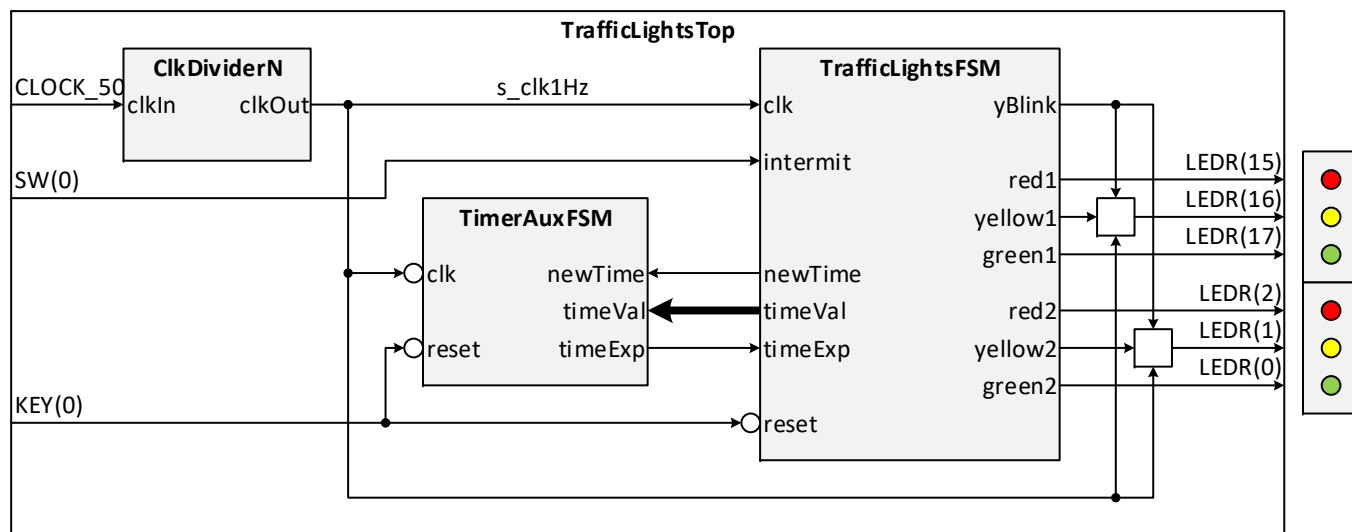 TrafficLightsTop
ClkDividerN
TrafficLightsFSM
CLOCK_50
clkIn
clkOut
s_clk1Hz
clk
yBlink
intermit
SW(0)
red1
LEDR(15)
yellow1
LEDR(16)
green1
LEDR(17)
TimerAuxFSM
clk
newTime
newTime
timeVal
timeVal
red2
LEDR(2)
reset
timeExp
timeExp
yellow2
LEDR(1)
green2
LEDR(0)
KEY(0)
reset